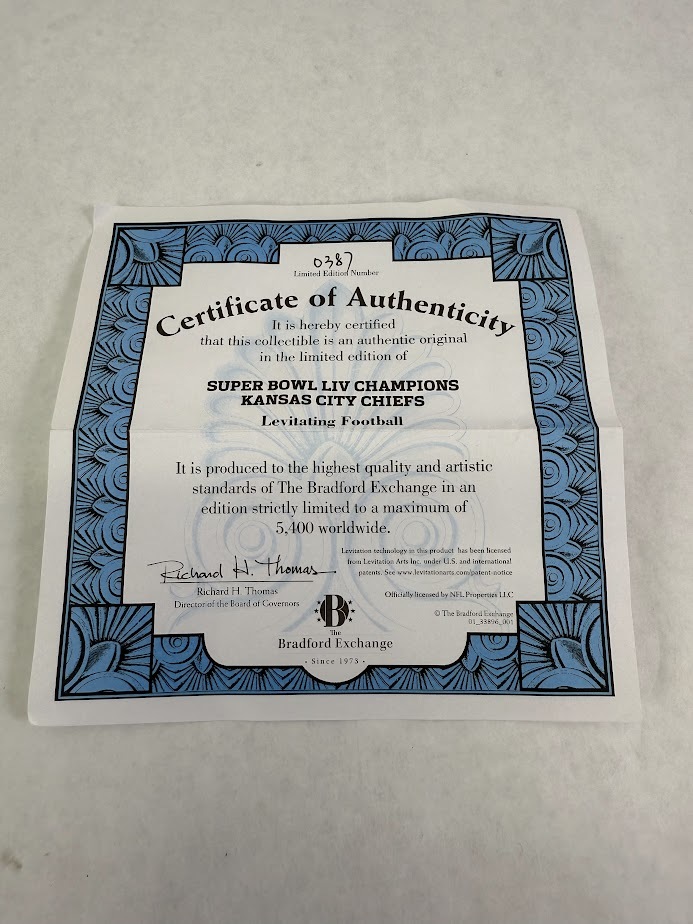 0387
Limited Edition Number
Certificate of Authenticity
It is hereby certified
that this collectible is an authentic original
in the limited edition of
SUPER BOWL LIV CHAMPIONS
KANSAS CITY CHIEFS
Levitating Football
It is produced to the highest quality and artistic
standards of The Bradford Exchange in an
edition strictly limited to a maximum of
5,400 worldwide.
Richard H. Thomas
Richard H. Thomas
Director of the Board of Governors
Levitation technology in this product has been licensed
from Levitation Arts Inc. under U.S. and international
patents. See www.levitationarts.com/patent-notice
Officially licensed by NFL Properties LLC
© The Bradford Exchange
01_33896_001
B
The
Bradford Exchange
· Since 1973 ·